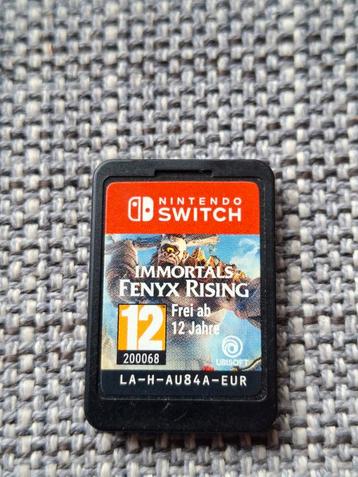 NINTENDO
SWITCH
IMMORTALS
FENYX RISING
12
Frei ab
12 Jahre
200068
UBISOFT
LA-H-AU84A-EUR